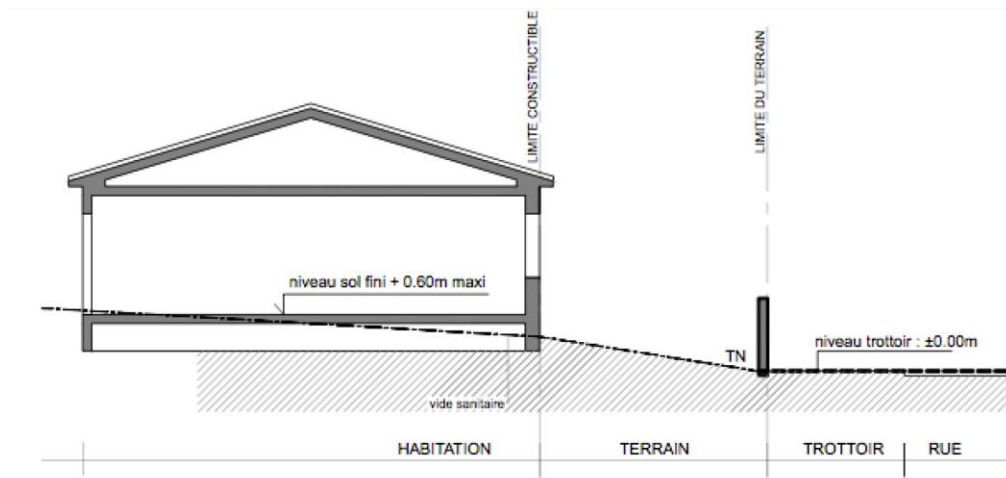 LIMITE CONSTRUCTIBLE
LIMITE DU TERRAIN
niveau sol fini + 0.60m maxi
TN
niveau trottoir : ±0.00m
vide sanitaire
HABITATION
TERRAIN
TROTTOIR
RUE